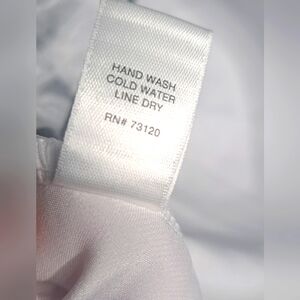 HAND WASH
COLD WATER
LINE DRY
RN# 73120